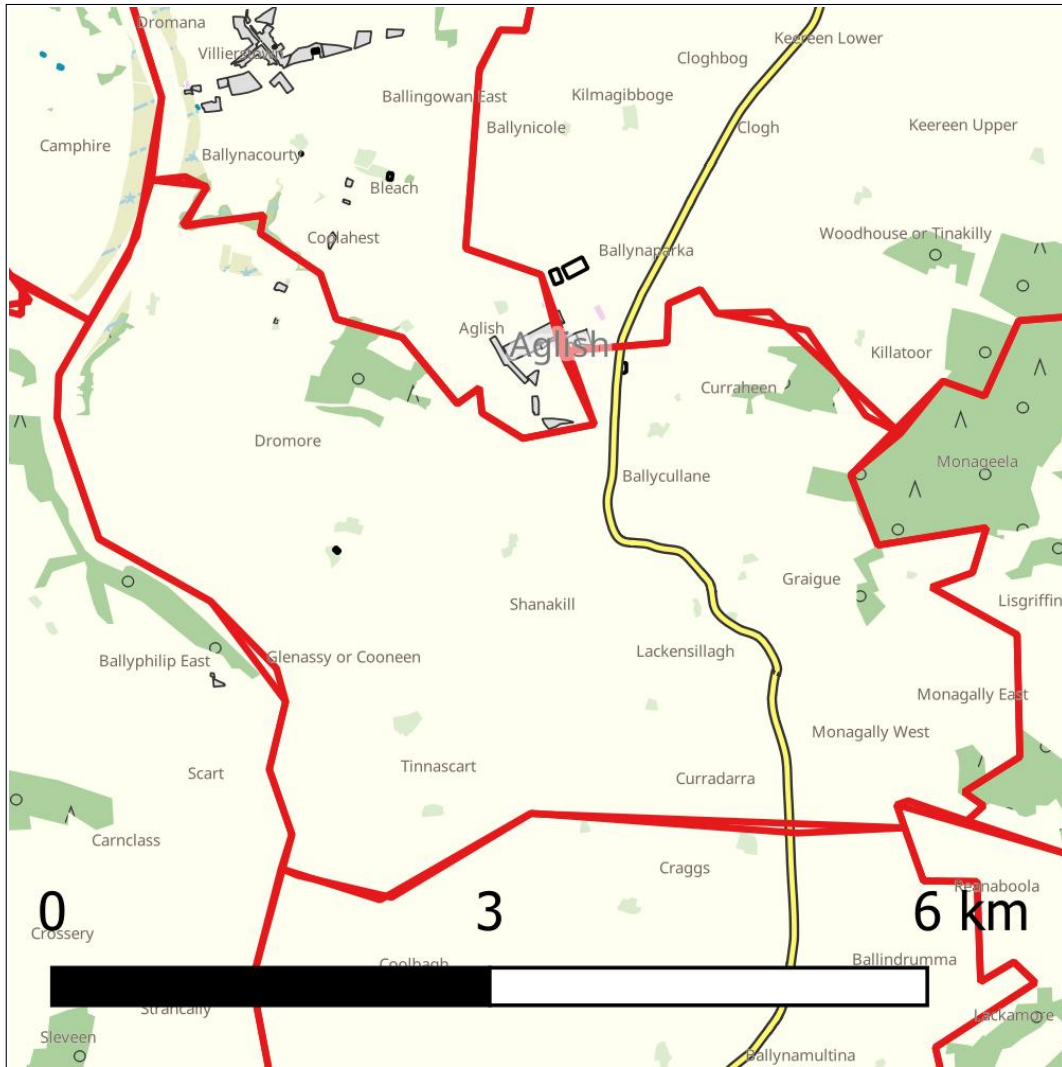 Dromana
Villierstown
Keereen Lower
Cloghbog
Ballingowan East
Kilmagibboge
Ballynicole
Clogh
Keereen Upper
Camphire
Ballynacourty
Bleach
Coolahest
Ballynaparka
Woodhouse or Tinakilly
Aglish
Aglish
Killatoor
Curraheen
Dromore
Monageela
Ballycullane
Graigue
Shanakill
Lisgriffin
Lackensillagh
Ballyphilip East
Glenassy or Cooneen
Monagally East
Monagally West
Scart
Tinnascart
Curradarra
Carnclass
Craggs
0 3 6 km
Reanaboola
Crossery
Coolbagh
Ballindrumma
Strancally
Lackamore
Sleveen
Ballynamultina